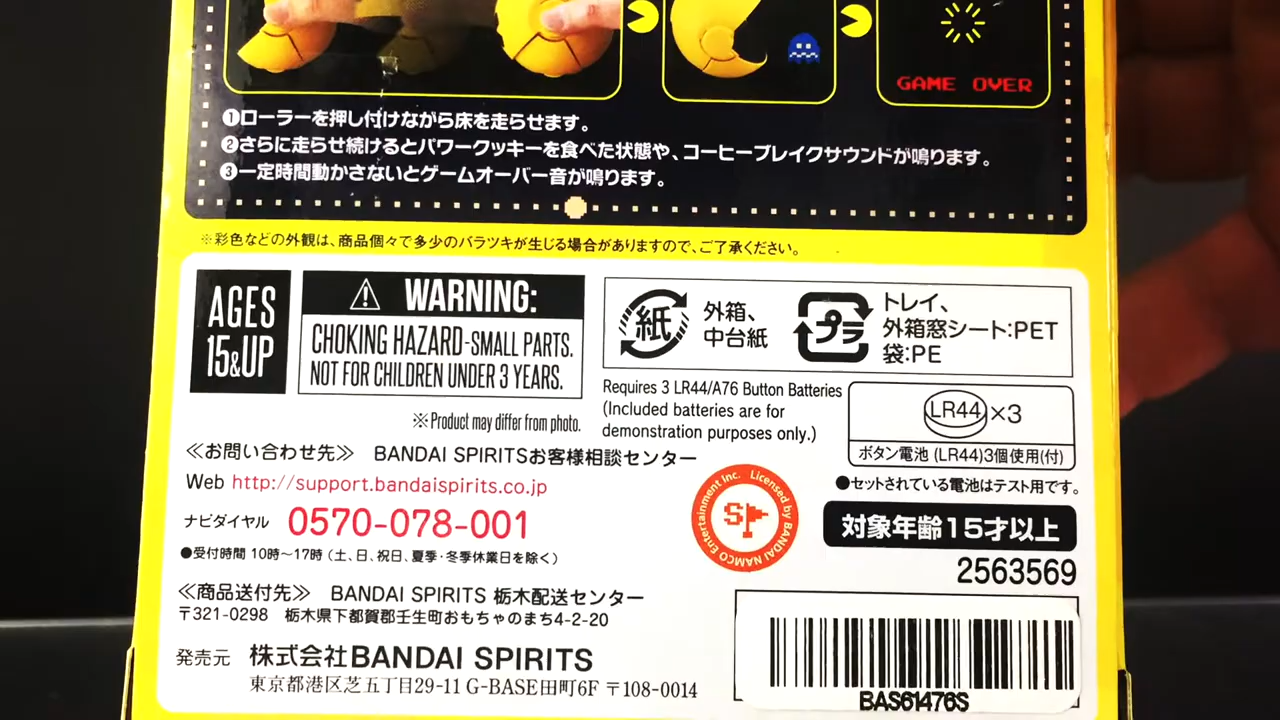 GAME OVER
❶ローラーを押し付けながら床を走らせます。
❷さらに走らせ続けるとパワークッキーを食べた状態や、コーヒーブレイクサウンドが鳴ります。
❸一定時間動かさないとゲームオーバー音が鳴ります。
※彩色などの外観は、商品個々で多少のバラツキが生じる場合がありますので、ご了承ください。
AGES
15&UP
WARNING:
CHOKING HAZARD-SMALL PARTS.
NOT FOR CHILDREN UNDER 3 YEARS.
※Product may differ from photo.
紙
外箱、
中台紙
プラ
トレイ、
外箱窓シート:PET
袋:PE
Requires 3 LR44/A76 Button Batteries
(Included batteries are for
demonstration purposes only.)
LR44×3
ボタン電池(LR44)3個使用(付)
●セットされている電池はテスト用です。
≪お問い合わせ先≫ BANDAI SPIRITSお客様相談センター
Web http://support.bandaispirits.co.jp
ナビダイヤル 0570-078-001
●受付時間 10時～17時 (土、日、祝日、夏季・冬季休業日を除く)
Licensed by BANDAI NAMCO Entertainment Inc.
対象年齢15才以上
2563569
≪商品送付先≫ BANDAI SPIRITS 栃木配送センター
〒321-0298 栃木県下都賀郡壬生町おもちゃのまち4-2-20
発売元 株式会社BANDAI SPIRITS
東京都港区芝五丁目29-11 G-BASE田町6F 〒108-0014
BAS61476S